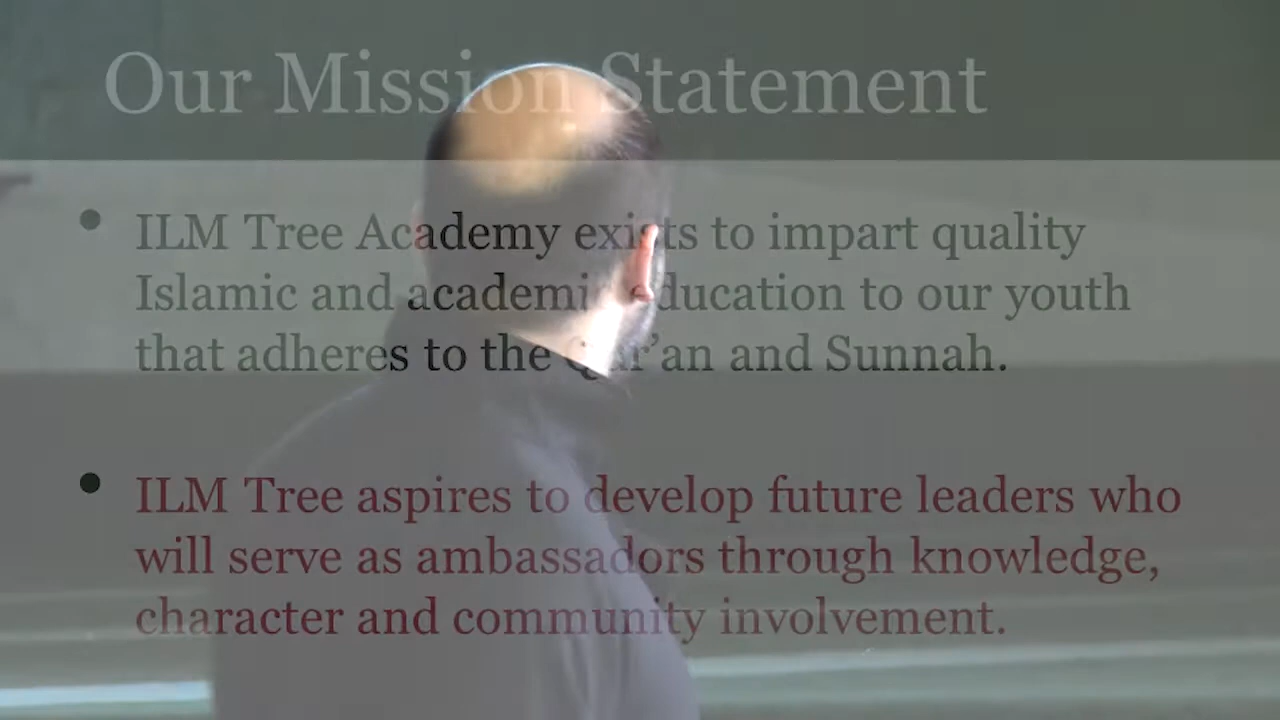 Our Mission Statement
• ILM Tree Academy exists to impart quality
Islamic and academic education to our youth
that adheres to the Qur’an and Sunnah.
• ILM Tree aspires to develop future leaders who
will serve as ambassadors through knowledge,
character and community involvement.